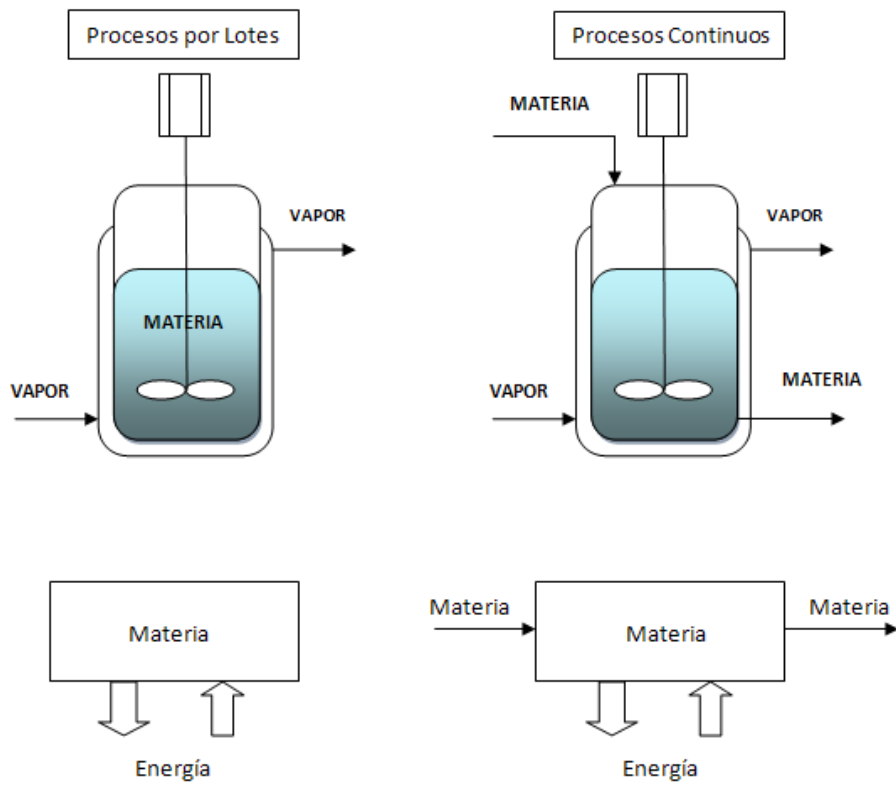 Procesos por Lotes
Procesos Continuos
MATERIA
VAPOR
VAPOR
MATERIA
VAPOR
VAPOR
MATERIA
Materia
Materia
Materia
Materia
Energía
Energía